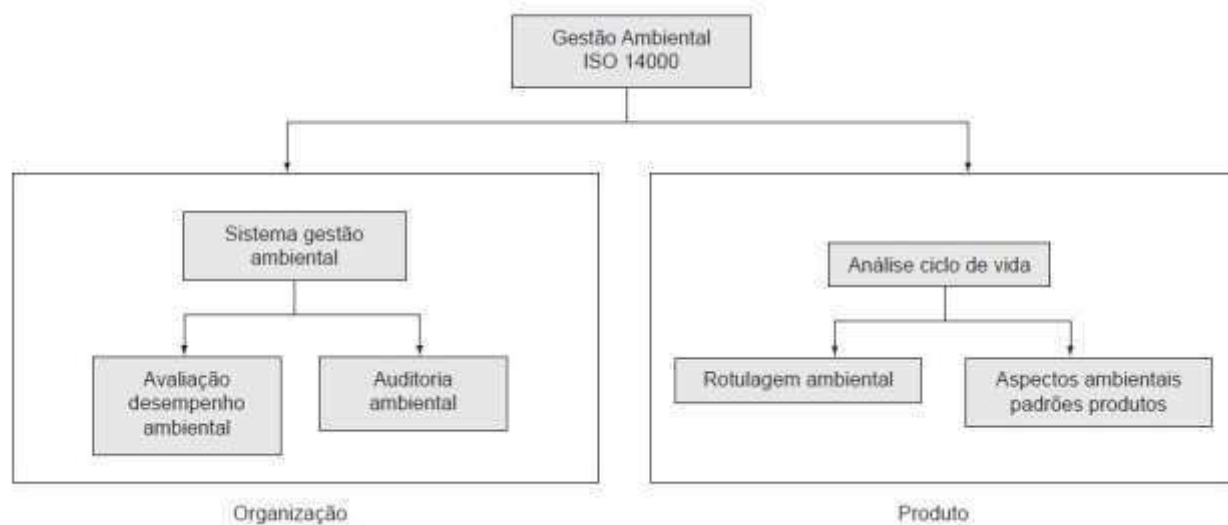 Gestão Ambiental
ISO 14000
Sistema gestão
ambiental
Avaliação
desempenho
ambiental
Auditoria
ambiental
Organização
Análise ciclo de vida
Rotulagem ambiental
Aspectos ambientais
padrões produtos
Produto